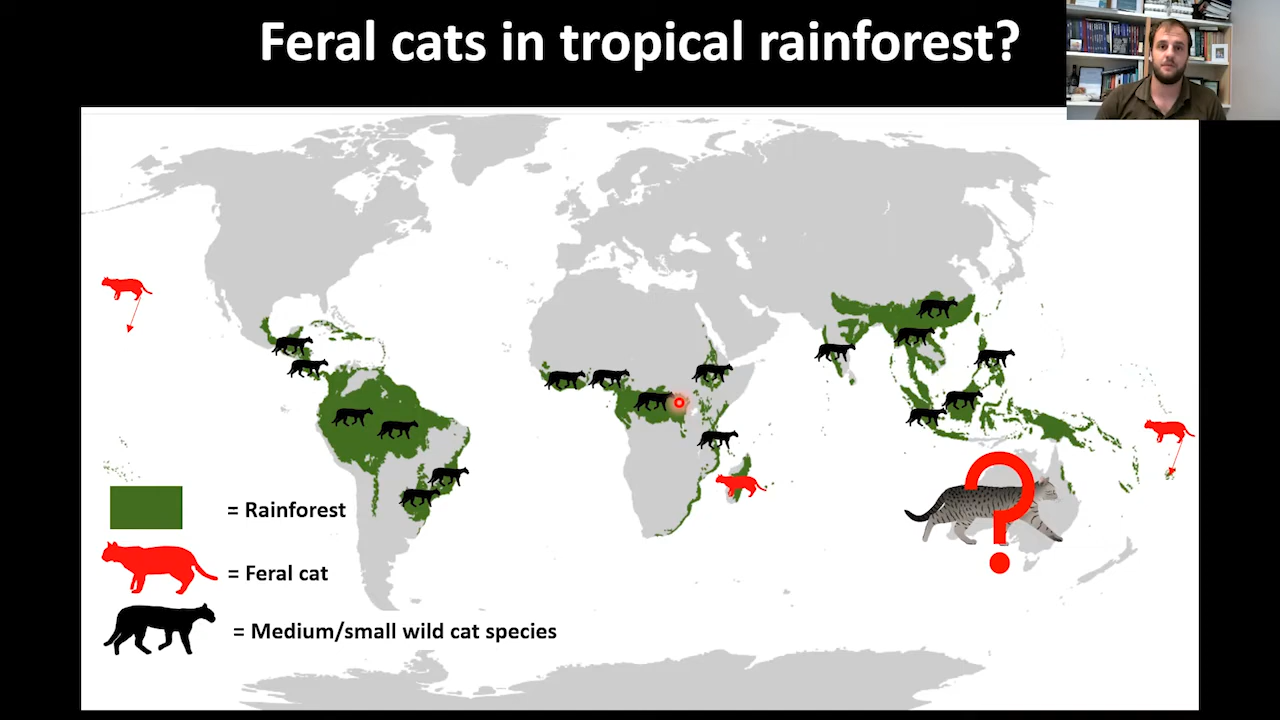 Feral cats in tropical rainforest?
?
= Rainforest
= Feral cat
= Medium/small wild cat species